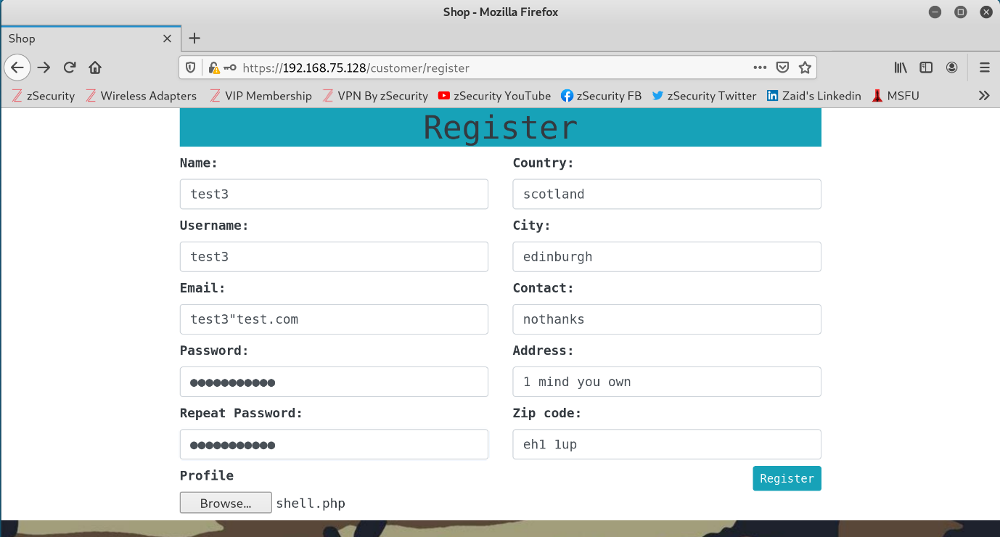 Shop - Mozilla Firefox
Shop
https://192.168.75.128/customer/register
zSecurity Wireless Adapters VIP Membership VPN By zSecurity zSecurity YouTube zSecurity FB zSecurity Twitter Zaid's Linkedin MSFU
Register
Name:
test3
Username:
test3
Email:
test3"test.com
Password:
●●●●●●●●●●●
Repeat Password:
●●●●●●●●●●●
Profile
Browse... shell.php
Country:
scotland
City:
edinburgh
Contact:
nothanks
Address:
1 mind you own
Zip code:
eh1 1up
Register